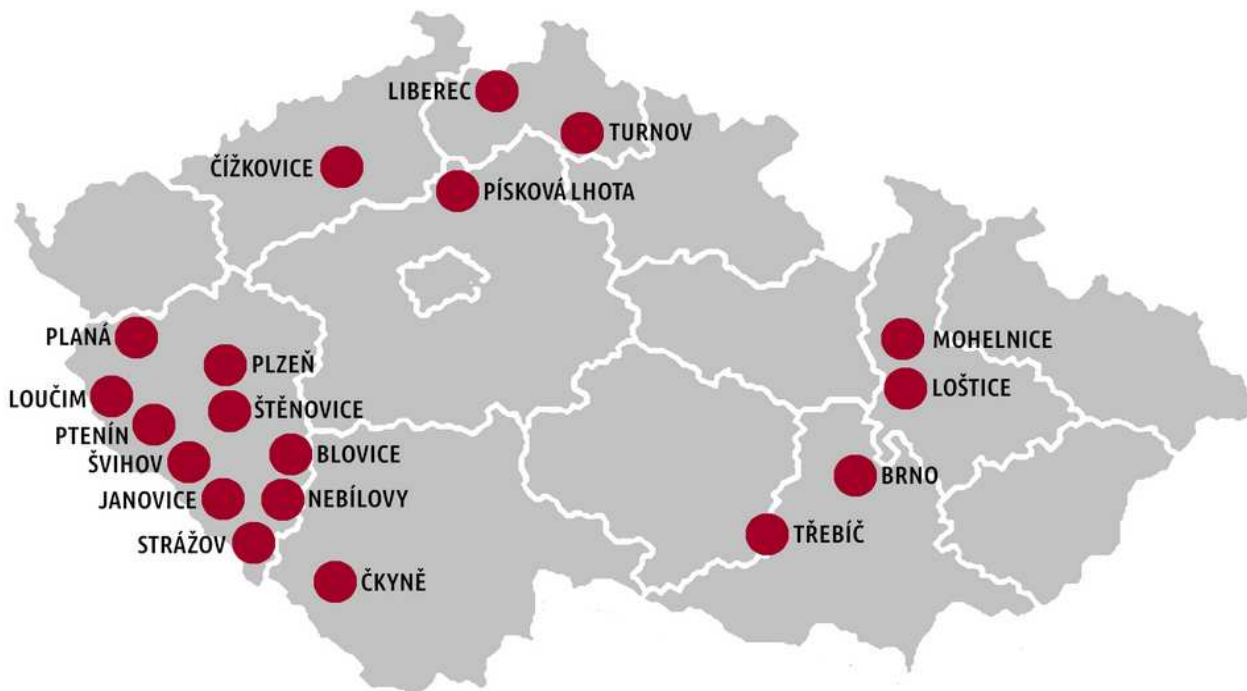 LIBEREC
TURNOV
ČÍŽKOVICE
PÍSKOVÁ LHOTA
PLANÁ
MOHELNICE
PLZEŇ
LOUČIM
LOŠTICE
ŠTĚNOVICE
PTENÍN
BLOVICE
ŠVIHOV
BRNO
JANOVICE
NEBÍLOVY
TŘEBÍČ
STRÁŽOV
ČKYNĚ